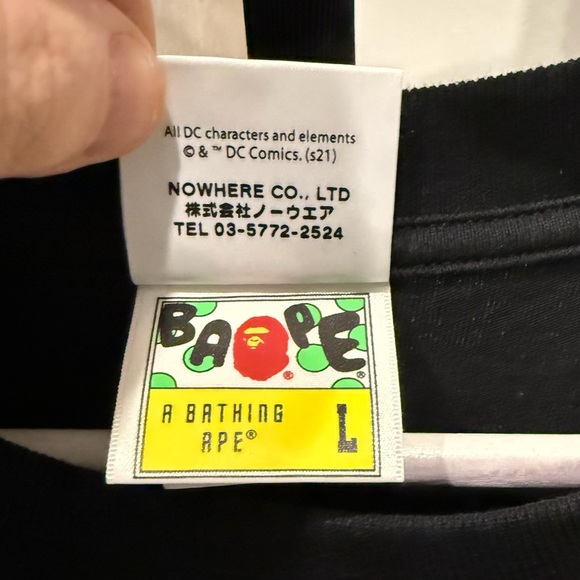 All DC characters and elements
© & ™ DC Comics. (s21)
NOWHERE CO., LTD
株式会社ノーウエア
TEL 03-5772-2524
BAPE®
®
A BATHING
APE®
L